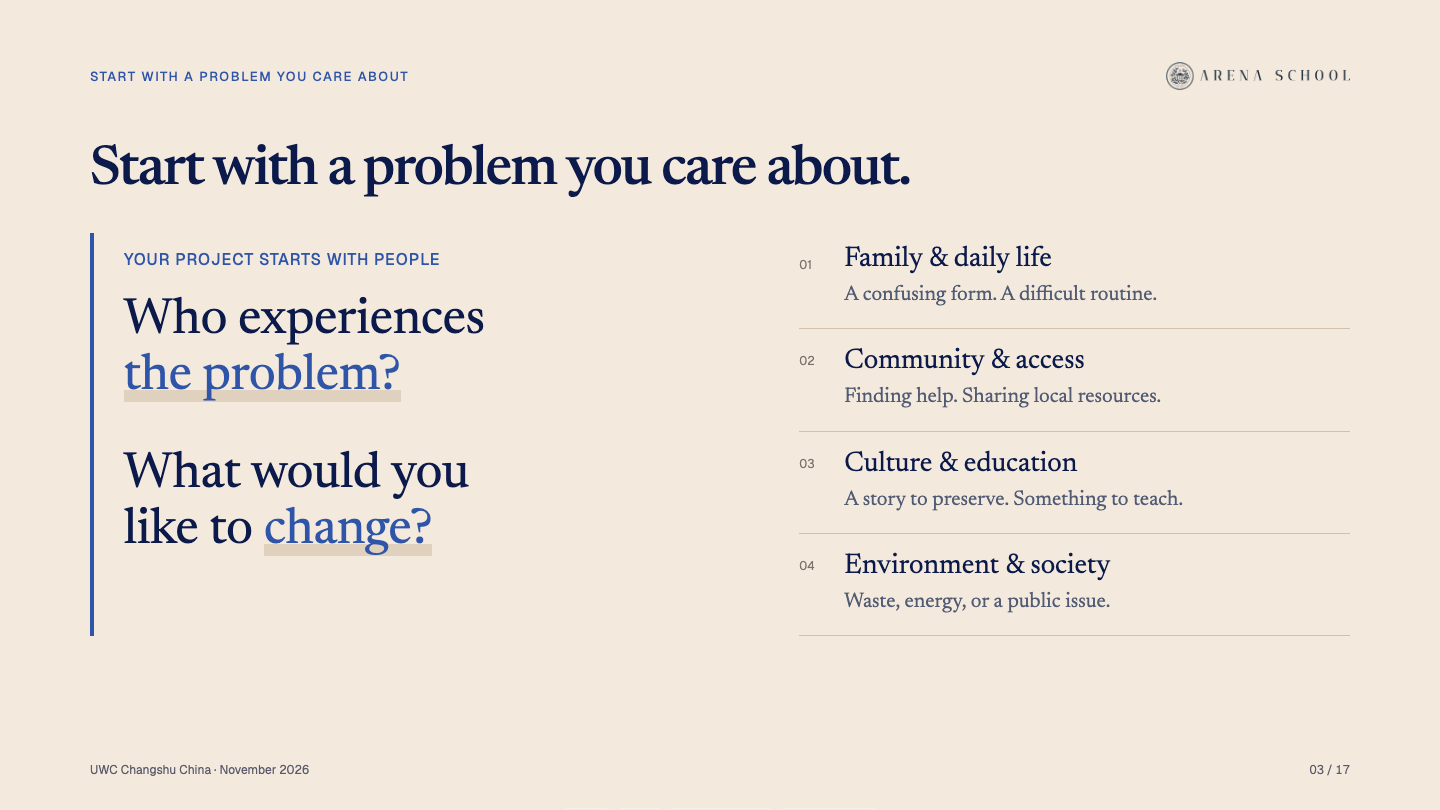 START WITH A PROBLEM YOU CARE ABOUT
ARENA SCHOOL
Start with a problem you care about.
YOUR PROJECT STARTS WITH PEOPLE
Who experiences
the problem?
What would you
like to change?
01
Family & daily life
A confusing form. A difficult routine.
02
Community & access
Finding help. Sharing local resources.
03
Culture & education
A story to preserve. Something to teach.
04
Environment & society
Waste, energy, or a public issue.
UWC Changshu China · November 2026
03 / 17